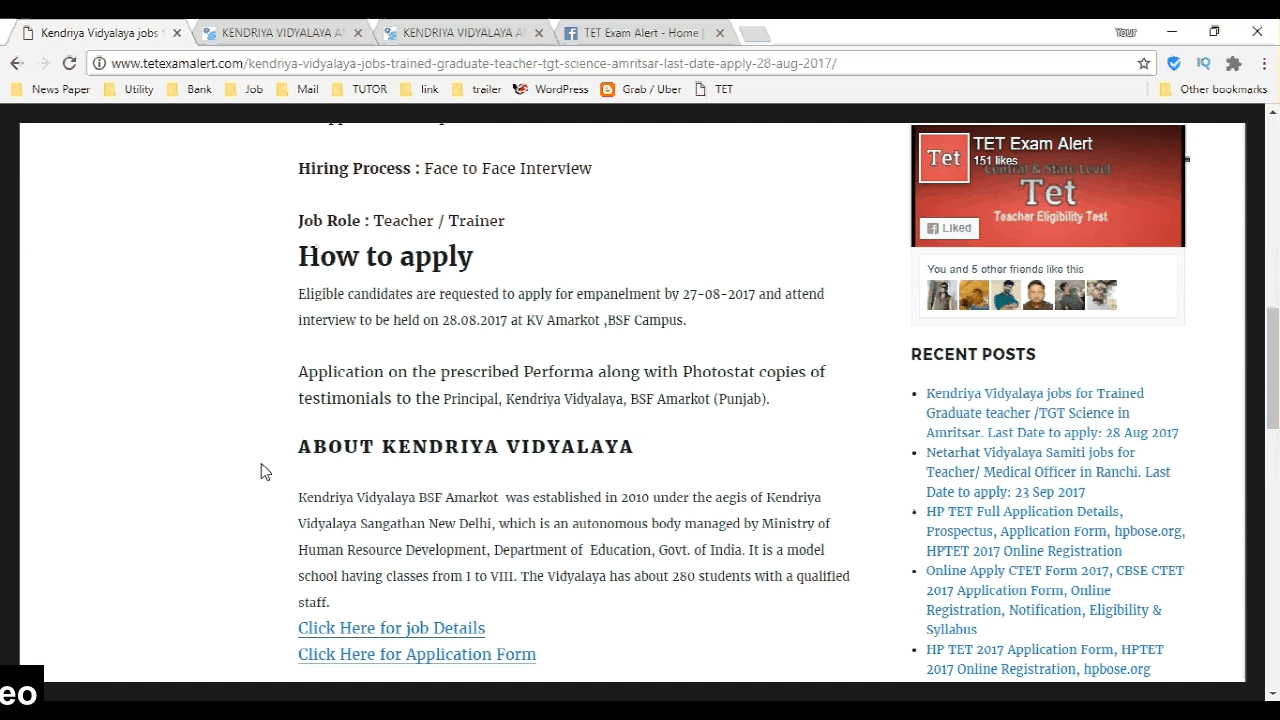 Kendriya Vidyalaya jobs
KENDRIYA VIDYALAYA A
KENDRIYA VIDYALAYA A
TET Exam Alert - Home |
Your
www.tetexamalert.com/kendriya-vidyalaya-jobs-trained-graduate-teacher-tgt-science-amritsar-last-date-apply-28-aug-2017/
News Paper Utility Bank Job Mail TUTOR link trailer WordPress Grab / Uber TET Other bookmarks
Hiring Process : Face to Face Interview
Job Role : Teacher / Trainer
How to apply
Eligible candidates are requested to apply for empanelment by 27-08-2017 and attend
interview to be held on 28.08.2017 at KV Amarkot ,BSF Campus.
Application on the prescribed Performa along with Photostat copies of
testimonials to the Principal, Kendriya Vidyalaya, BSF Amarkot (Punjab).
ABOUT KENDRIYA VIDYALAYA
Kendriya Vidyalaya BSF Amarkot was established in 2010 under the aegis of Kendriya
Vidyalaya Sangathan New Delhi, which is an autonomous body managed by Ministry of
Human Resource Development, Department of Education, Govt. of India. It is a model
school having classes from I to VIII. The Vidyalaya has about 280 students with a qualified
staff.
Click Here for job Details
Click Here for Application Form
Tet
TET Exam Alert
151 likes
Central & State Level
Tet
Teacher Eligibility Test
Liked
You and 5 other friends like this
RECENT POSTS
Kendriya Vidyalaya jobs for Trained
Graduate teacher /TGT Science in
Amritsar. Last Date to apply: 28 Aug 2017
Netarhat Vidyalaya Samiti jobs for
Teacher/ Medical Officer in Ranchi. Last
Date to apply: 23 Sep 2017
HP TET Full Application Details,
Prospectus, Application Form, hpbose.org,
HPTET 2017 Online Registration
Online Apply CTET Form 2017, CBSE CTET
2017 Application Form, Online
Registration, Notification, Eligibility &
Syllabus
HP TET 2017 Application Form, HPTET
2017 Online Registration, hpbose.org
eo